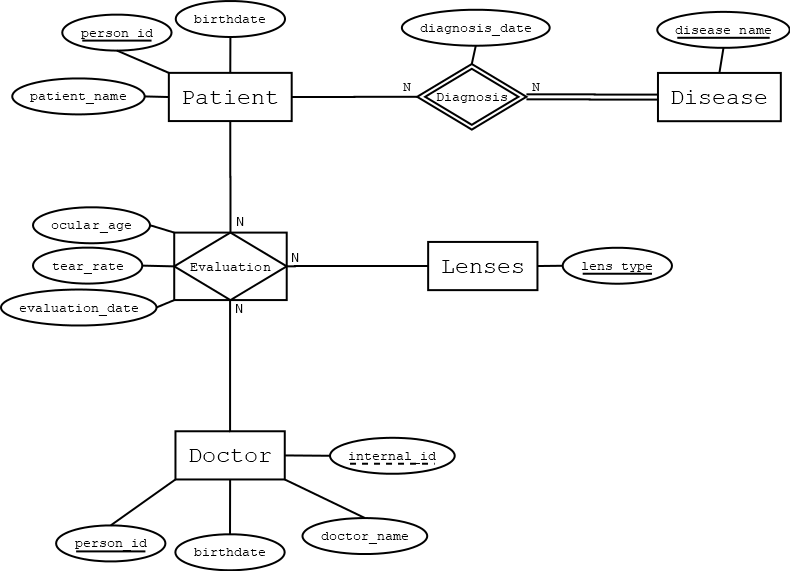 person_id
birthdate
diagnosis_date
disease_name
patient_name
Patient
N
Diagnosis
N
Disease
N
ocular_age
tear_rate
Evaluation
N
Lenses
lens_type
evaluation_date
N
Doctor
internal_id
person_id
birthdate
doctor_name